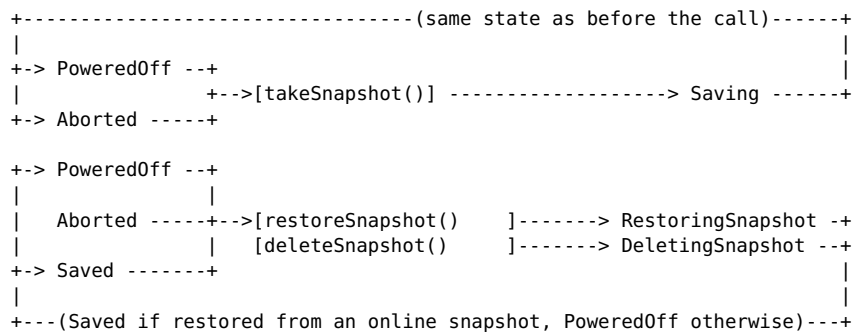 +---------------------------------(same state as before the call)------+
|                                                                      |
+-> PoweredOff --+                                                     |
|                +-->[takeSnapshot()] -------------------> Saving ------+
+-> Aborted -----+

+-> PoweredOff --+
|                |
|   Aborted -----+-->[restoreSnapshot()    ]-------> RestoringSnapshot -+
|                |   [deleteSnapshot()     ]-------> DeletingSnapshot --+
+-> Saved -------+                                                     |
|                                                                      |
+---(Saved if restored from an online snapshot, PoweredOff otherwise)---+